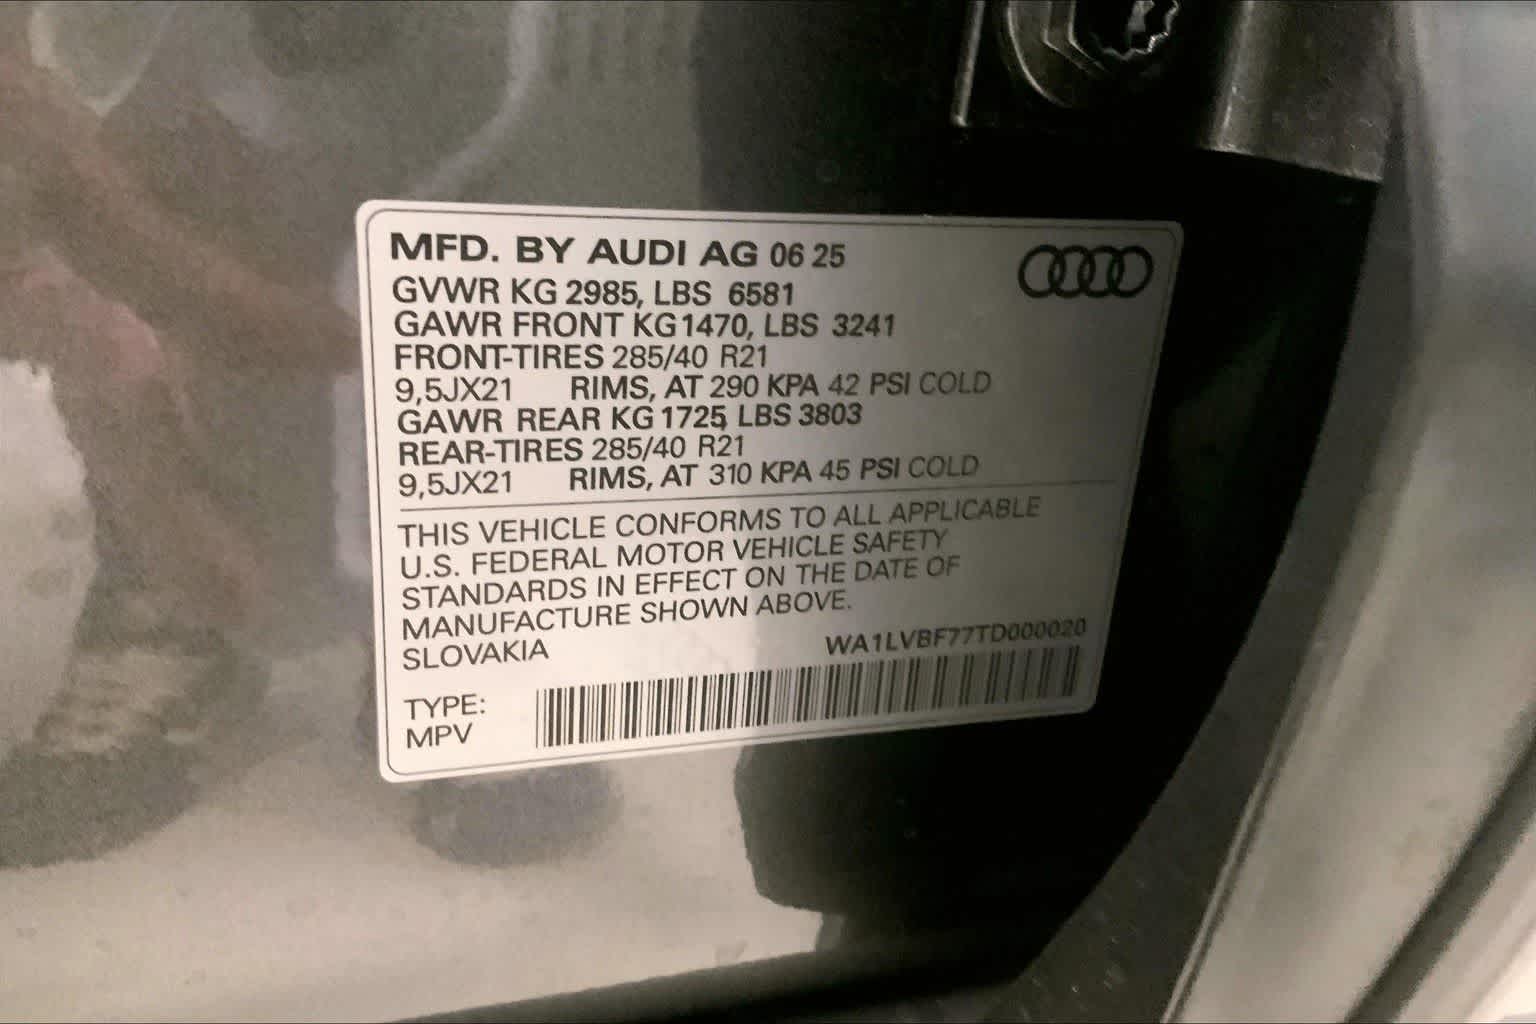 MFD. BY AUDI AG 06 25
GVWR KG 2985, LBS 6581
GAWR FRONT KG 1470, LBS 3241
FRONT-TIRES 285/40 R21
9,5JX21 RIMS, AT 290 KPA 42 PSI COLD
GAWR REAR KG 1725, LBS 3803
REAR-TIRES 285/40 R21
9,5JX21 RIMS, AT 310 KPA 45 PSI COLD
THIS VEHICLE CONFORMS TO ALL APPLICABLE
U.S. FEDERAL MOTOR VEHICLE SAFETY
STANDARDS IN EFFECT ON THE DATE OF
MANUFACTURE SHOWN ABOVE.
SLOVAKIA
WA1LVBF77TD000020
TYPE:
MPV